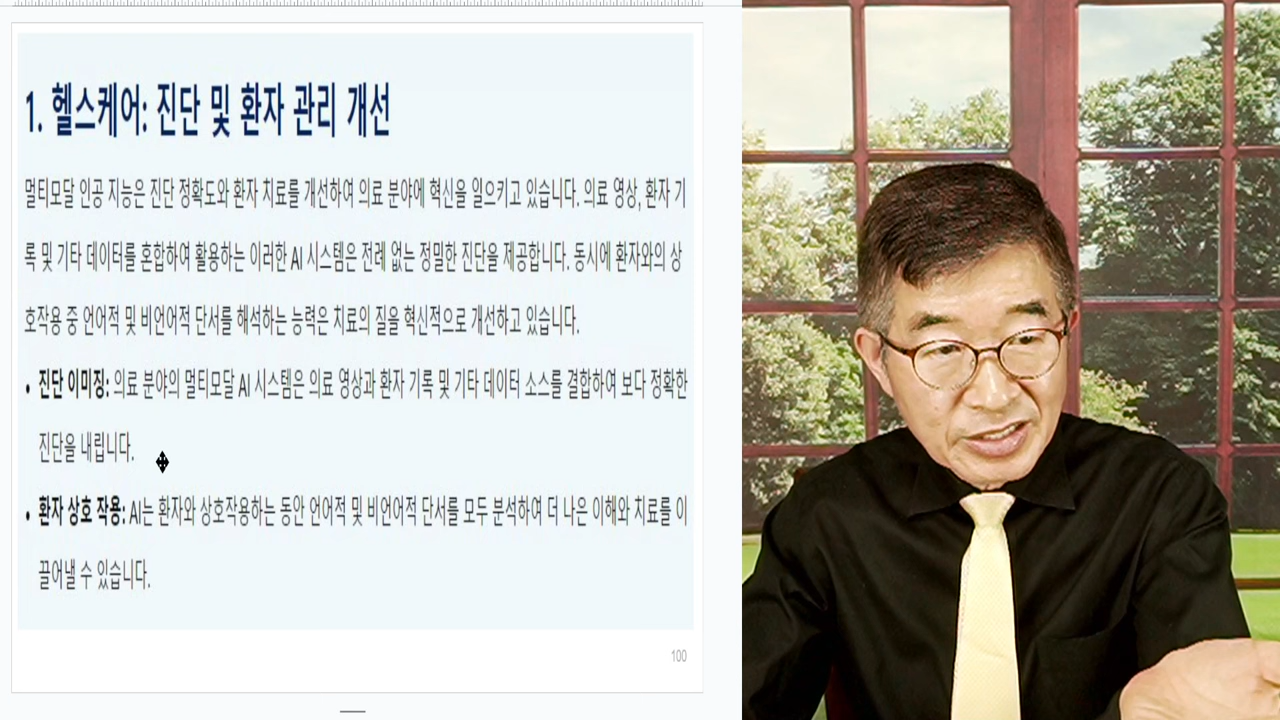 1. 헬스케어: 진단 및 환자 관리 개선
멀티모달 인공 지능은 진단 정확도와 환자 치료를 개선하여 의료 분야에 혁신을 일으키고 있습니다. 의료 영상, 환자 기
록 및 기타 데이터를 혼합하여 활용하는 이러한 AI 시스템은 전례 없는 정밀한 진단을 제공합니다. 동시에 환자와의 상
호작용 중 언어적 및 비언어적 단서를 해석하는 능력은 치료의 질을 혁신적으로 개선하고 있습니다.
• 진단 이미징: 의료 분야의 멀티모달 AI 시스템은 의료 영상과 환자 기록 및 기타 데이터 소스를 결합하여 보다 정확한
진단을 내립니다.
• 환자 상호 작용: AI는 환자와 상호작용하는 동안 언어적 및 비언어적 단서를 모두 분석하여 더 나은 이해와 치료를 이
끌어낼 수 있습니다.
100